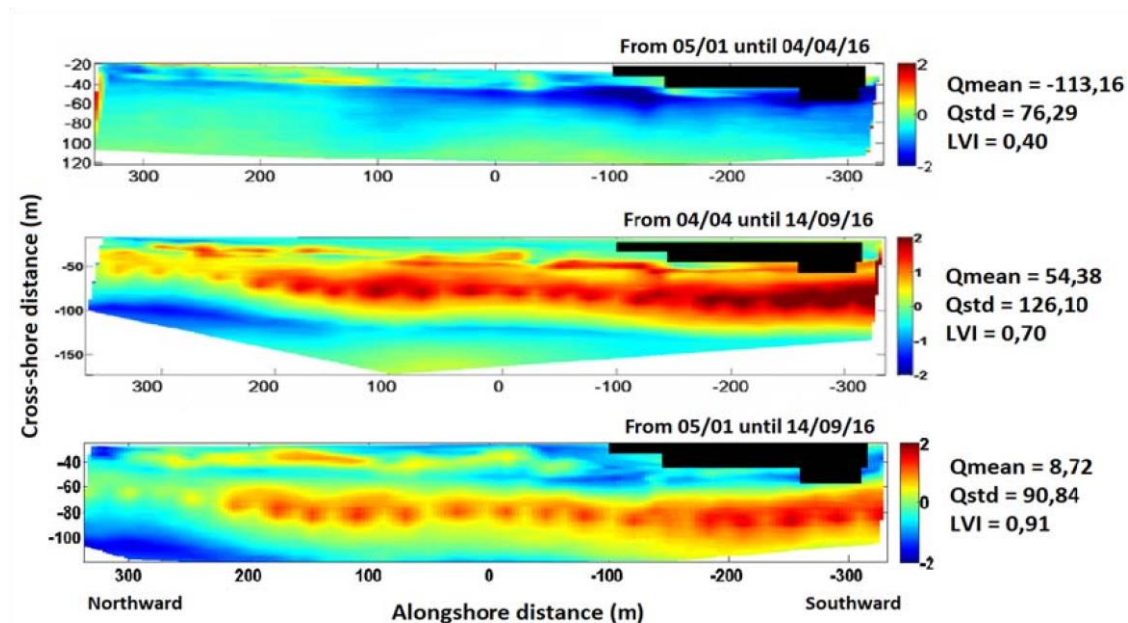 From 05/01 until 04/04/16
-20
-40
-60
-80
100
120
300 200 100 0 -100 -200 -300
2
0
-2
Qmean = -113,16
Qstd = 76,29
LVI = 0,40
Cross-shore distance (m)
From 04/04 until 14/09/16
-50
-100
-150
300 200 100 0 -100 -200 -300
2
1
0
-1
-2
Qmean = 54,38
Qstd = 126,10
LVI = 0,70
From 05/01 until 14/09/16
-40
-60
-80
-100
300 200 100 0 -100 -200 -300
2
0
-2
Qmean = 8,72
Qstd = 90,84
LVI = 0,91
Northward Alongshore distance (m) Southward